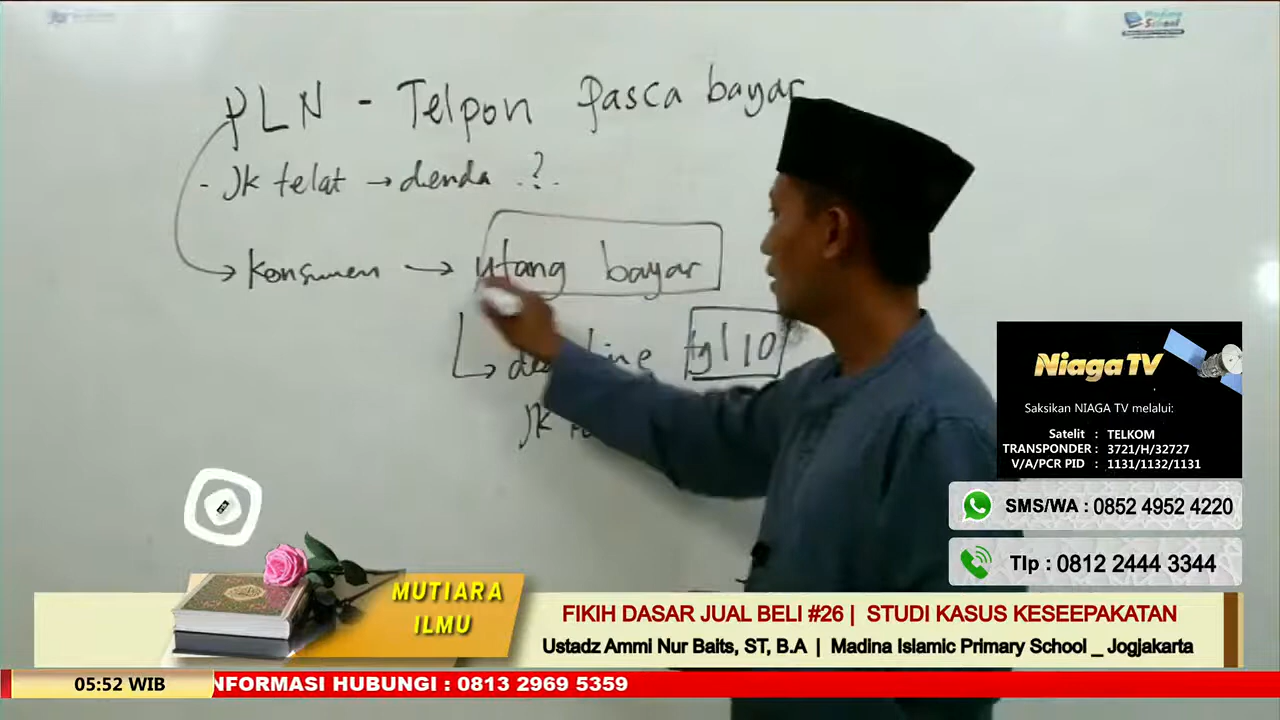 Madina
School
PLN - Telpon Pasca bayar
- Jk telat → denda ?
Konsumen → utang bayar
tgl 10
Jk
Niaga TV
Saksikan NIAGA TV melalui:
Satelit : TELKOM
TRANSPONDER : 3721/H/32727
V/A/PCR PID : 1131/1132/1131
SMS/WA : 0852 4952 4220
Tlp : 0812 2444 3344
MUTIARA
ILMU
FIKIH DASAR JUAL BELI #26 | STUDI KASUS KESEEPAKATAN
Ustadz Ammi Nur Baits, ST, B.A | Madina Islamic Primary School _ Jogjakarta
05:52 WIB
NFORMASI HUBUNGI : 0813 2969 5359